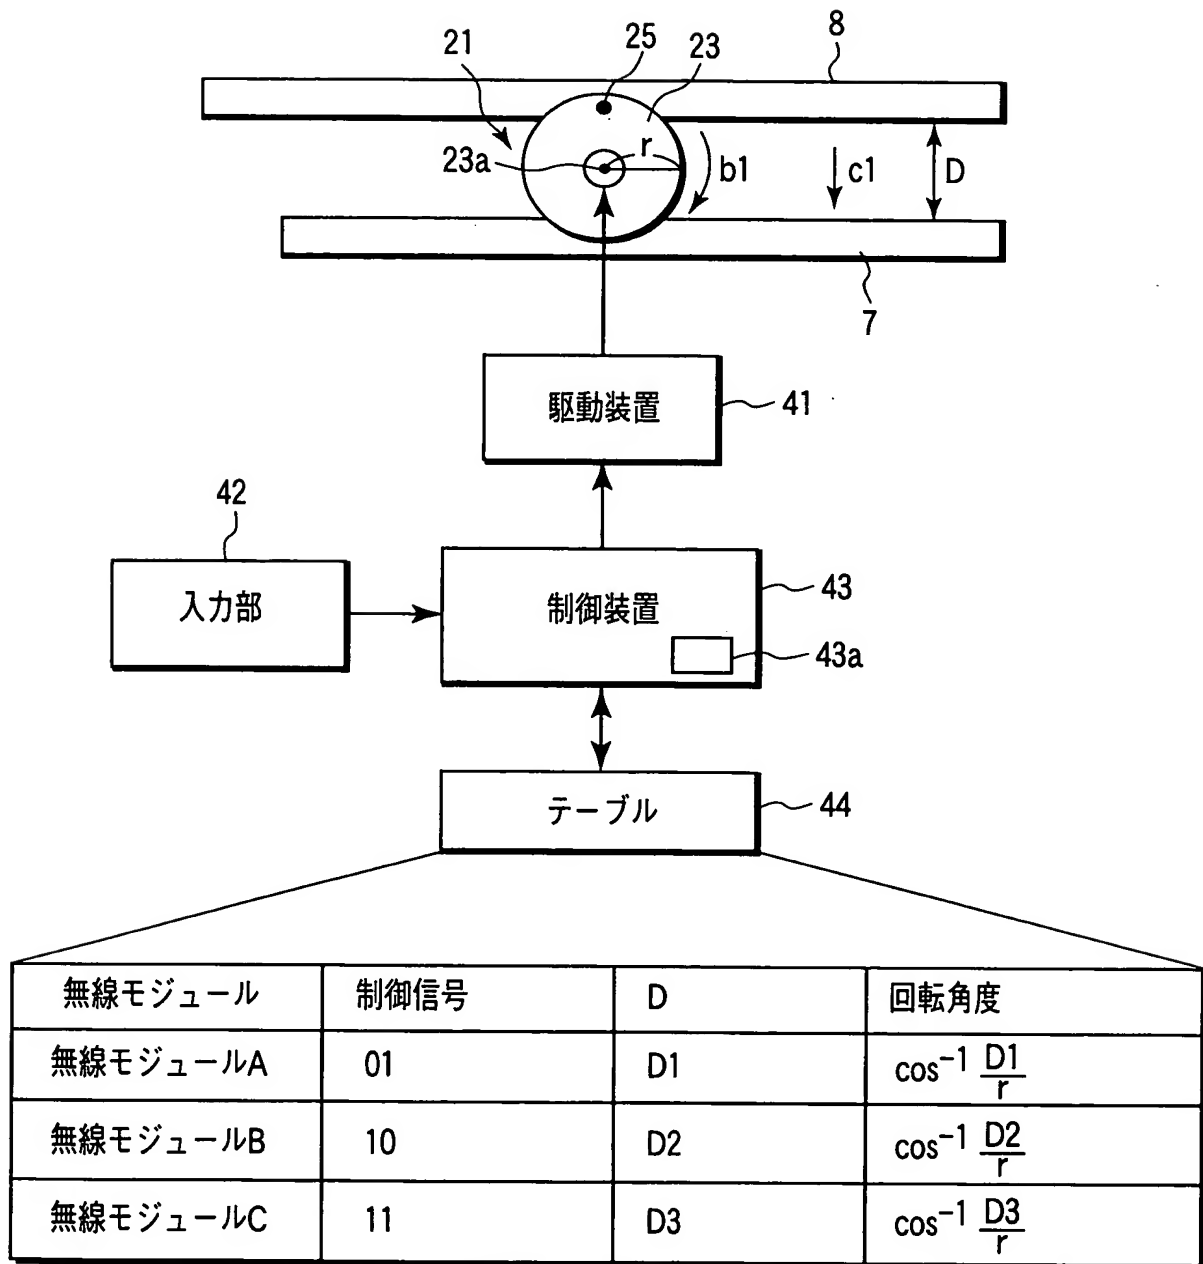 8
21
25
23
23a
r
b1
c1
D
7
駆動装置
41
42
入力部
制御装置
43
43a
テーブル
44
無線モジュール 制御信号 D 回転角度
無線モジュールA 01 D1 cos⁻¹ D1/r
無線モジュールB 10 D2 cos⁻¹ D2/r
無線モジュールC 11 D3 cos⁻¹ D3/r